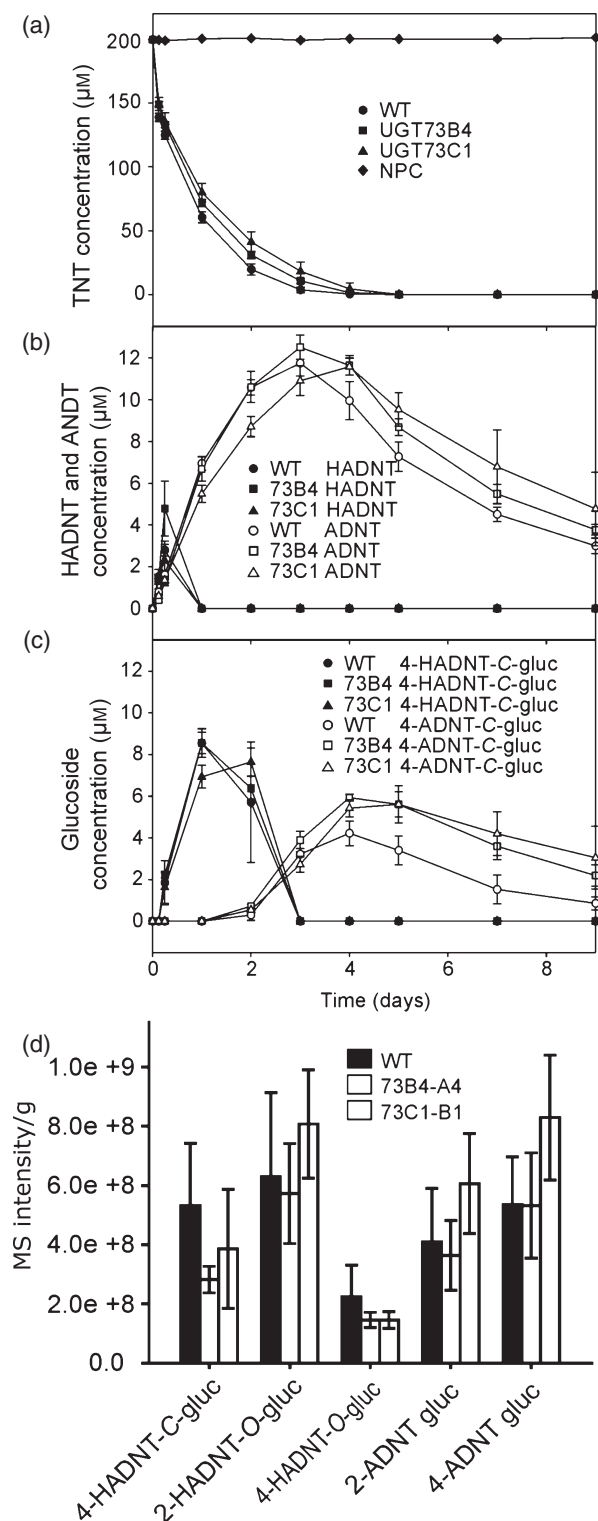 (a)
TNT concentration (µM)
200
150
100
50
0
WT
UGT73B4
UGT73C1
NPC
(b)
HADNT and ANDT
concentration (µM)
12
10
8
6
4
2
0
WT HADNT
73B4 HADNT
73C1 HADNT
WT ADNT
73B4 ADNT
73C1 ADNT
(c)
Glucoside
concentration (µM)
12
10
8
6
4
2
0
WT 4-HADNT-C-gluc
73B4 4-HADNT-C-gluc
73C1 4-HADNT-C-gluc
WT 4-ADNT-C-gluc
73B4 4-ADNT-C-gluc
73C1 4-ADNT-C-gluc
0 2 4 6 8
Time (days)
(d)
MS intensity/g
1.0e +9
8.0e +8
6.0e +8
4.0e +8
2.0e +8
0.0
WT
73B4-A4
73C1-B1
4-HADNT-C-gluc
2-HADNT-O-gluc
4-HADNT-O-gluc
2-ADNT gluc
4-ADNT gluc